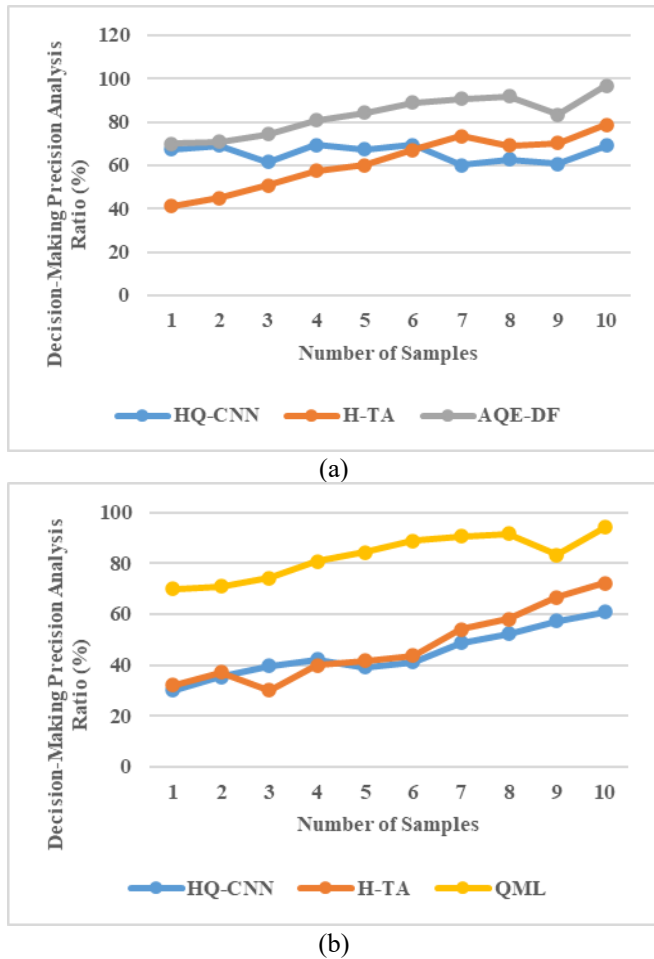 Decision-Making Precision Analysis
Ratio (%)
120
100
80
60
40
20
0
1 2 3 4 5 6 7 8 9 10
Number of Samples
HQ-CNN H-TA AQE-DF
(a)
Decision-Making Precision Analysis
Ratio (%)
100
80
60
40
20
0
1 2 3 4 5 6 7 8 9 10
Number of Samples
HQ-CNN H-TA QML
(b)